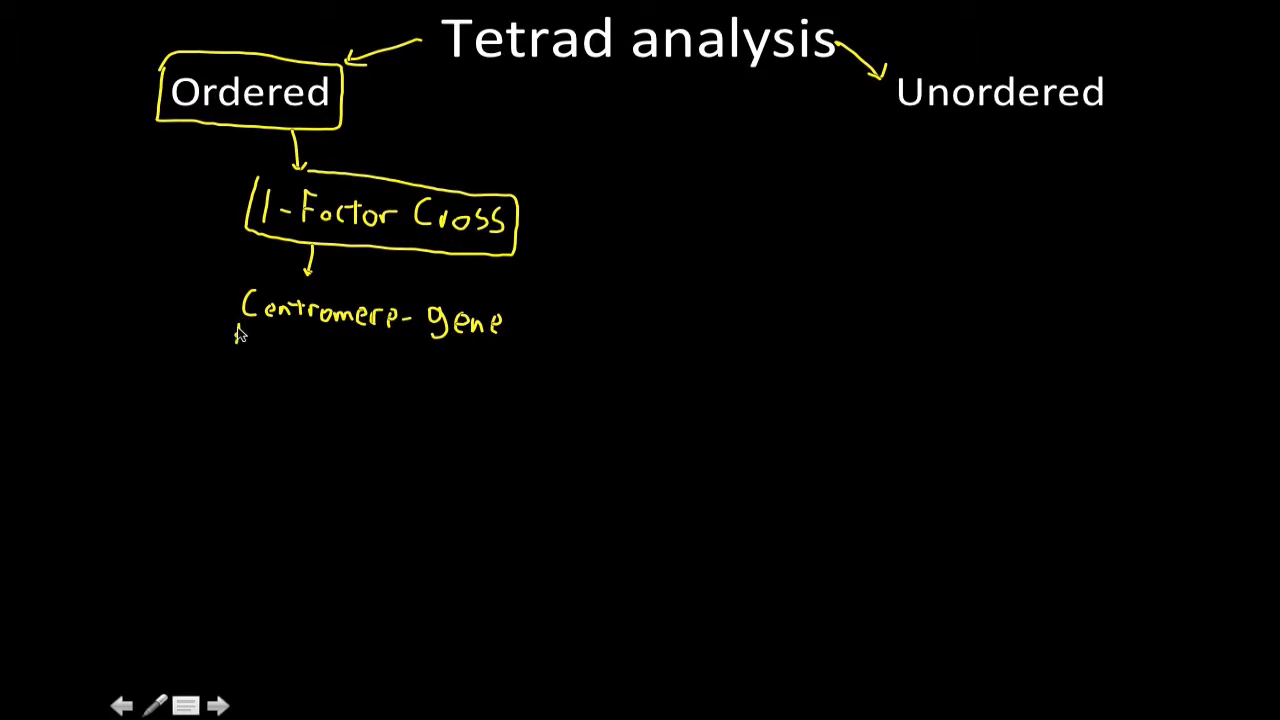 Tetrad analysis
Ordered
Unordered
1-Factor Cross
Centromere-gene